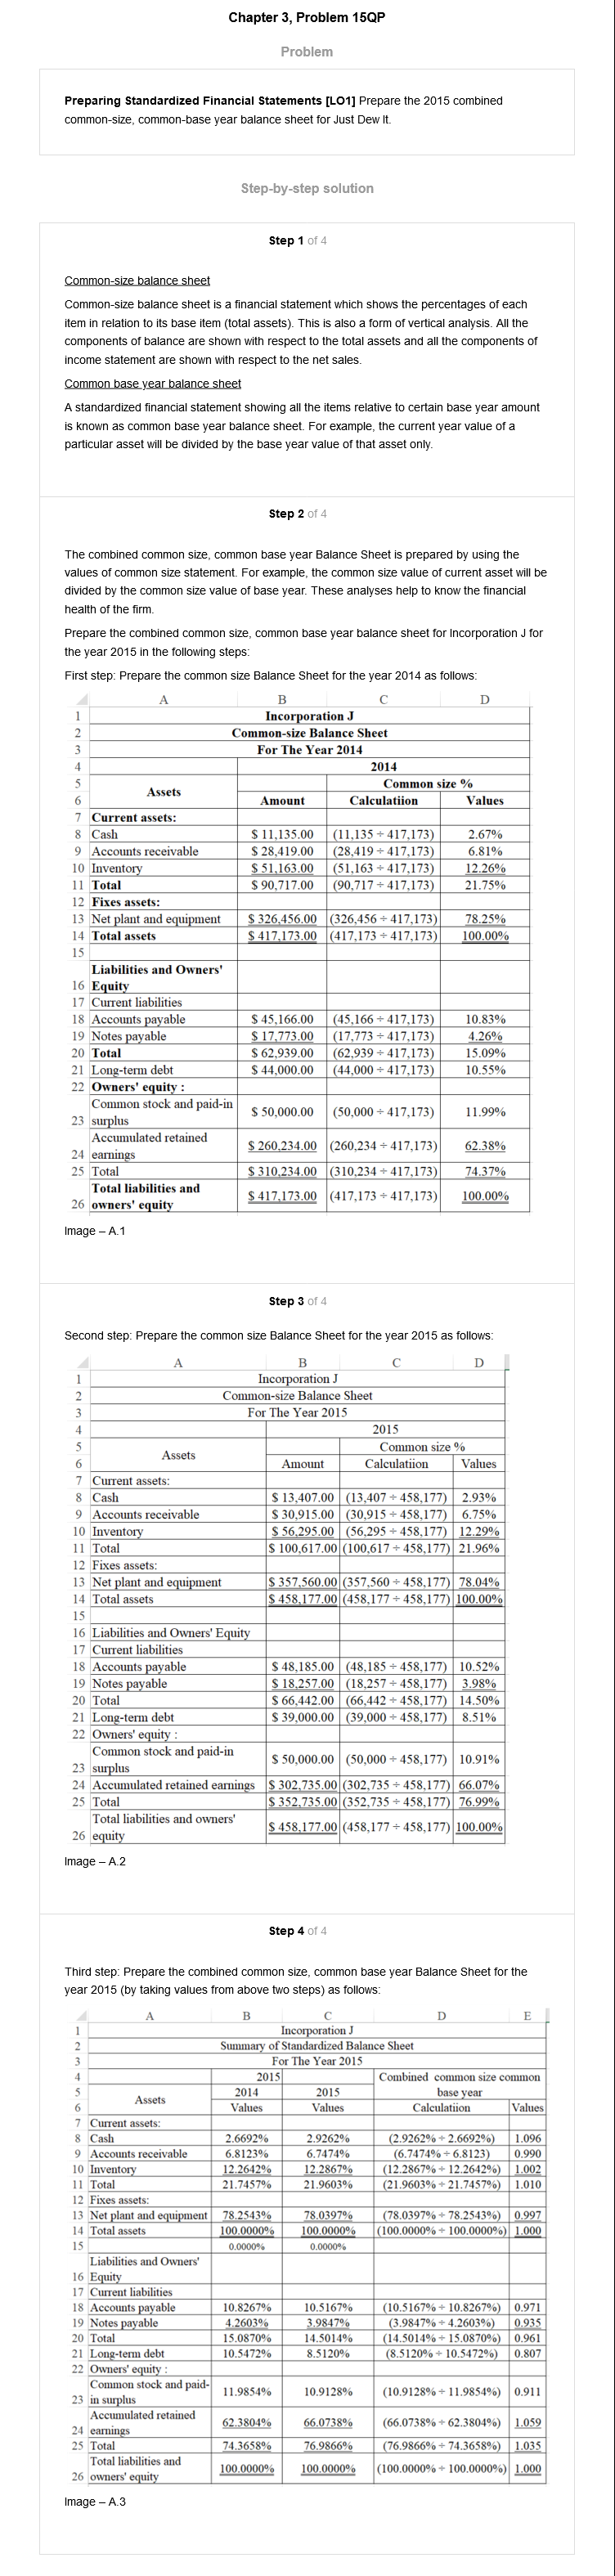 Chapter 3, Problem 15QP
Problem
Preparing Standardized Financial Statements [LO1] Prepare the 2015 combined
common-size, common-base year balance sheet for Just Dew It.
Step-by-step solution
Step 1 of 4
Common-size balance sheet
Common-size balance sheet is a financial statement which shows the percentages of each
item in relation to its base item (total assets). This is also a form of vertical analysis. All the
components of balance are shown with respect to the total assets and all the components of
income statement are shown with respect to the net sales.
Common base year balance sheet
A standardized financial statement showing all the items relative to certain base year amount
is known as common base year balance sheet. For example, the current year value of a
particular asset will be divided by the base year value of that asset only.
Step 2 of 4
The combined common size, common base year Balance Sheet is prepared by using the
values of common size statement. For example, the common size value of current asset will be
divided by the common size value of base year. These analyses help to know the financial
health of the firm.
Prepare the combined common size, common base year balance sheet for Incorporation J for
the year 2015 in the following steps:
First step: Prepare the common size Balance Sheet for the year 2014 as follows:
A B C D
1 Incorporation J
2 Common-size Balance Sheet
3 For The Year 2014
4 2014
5 Assets Common size %
6 Amount Calculatiion Values
7 Current assets:
8 Cash $ 11,135.00 (11,135 ÷ 417,173) 2.67%
9 Accounts receivable $ 28,419.00 (28,419 ÷ 417,173) 6.81%
10 Inventory $ 51,163.00 (51,163 ÷ 417,173) 12.26%
11 Total $ 90,717.00 (90,717 ÷ 417,173) 21.75%
12 Fixes assets:
13 Net plant and equipment $ 326,456.00 (326,456 ÷ 417,173) 78.25%
14 Total assets $ 417,173.00 (417,173 ÷ 417,173) 100.00%
15
Liabilities and Owners'
16 Equity
17 Current liabilities
18 Accounts payable $ 45,166.00 (45,166 ÷ 417,173) 10.83%
19 Notes payable $ 17,773.00 (17,773 ÷ 417,173) 4.26%
20 Total $ 62,939.00 (62,939 ÷ 417,173) 15.09%
21 Long-term debt $ 44,000.00 (44,000 ÷ 417,173) 10.55%
22 Owners' equity :
Common stock and paid-in
23 surplus $ 50,000.00 (50,000 ÷ 417,173) 11.99%
Accumulated retained
24 earnings $ 260,234.00 (260,234 ÷ 417,173) 62.38%
25 Total $ 310,234.00 (310,234 ÷ 417,173) 74.37%
Total liabilities and
26 owners' equity $ 417,173.00 (417,173 ÷ 417,173) 100.00%
Image – A.1
Step 3 of 4
Second step: Prepare the common size Balance Sheet for the year 2015 as follows:
A B C D
1 Incorporation J
2 Common-size Balance Sheet
3 For The Year 2015
4 2015
5 Assets Common size %
6 Amount Calculatiion Values
7 Current assets:
8 Cash $ 13,407.00 (13,407 ÷ 458,177) 2.93%
9 Accounts receivable $ 30,915.00 (30,915 ÷ 458,177) 6.75%
10 Inventory $ 56,295.00 (56,295 ÷ 458,177) 12.29%
11 Total $ 100,617.00 (100,617 ÷ 458,177) 21.96%
12 Fixes assets:
13 Net plant and equipment $ 357,560.00 (357,560 ÷ 458,177) 78.04%
14 Total assets $ 458,177.00 (458,177 ÷ 458,177) 100.00%
15
16 Liabilities and Owners' Equity
17 Current liabilities
18 Accounts payable $ 48,185.00 (48,185 ÷ 458,177) 10.52%
19 Notes payable $ 18,257.00 (18,257 ÷ 458,177) 3.98%
20 Total $ 66,442.00 (66,442 ÷ 458,177) 14.50%
21 Long-term debt $ 39,000.00 (39,000 ÷ 458,177) 8.51%
22 Owners' equity :
Common stock and paid-in
23 surplus $ 50,000.00 (50,000 ÷ 458,177) 10.91%
24 Accumulated retained earnings $ 302,735.00 (302,735 ÷ 458,177) 66.07%
25 Total $ 352,735.00 (352,735 ÷ 458,177) 76.99%
Total liabilities and owners'
26 equity $ 458,177.00 (458,177 ÷ 458,177) 100.00%
Image – A.2
Step 4 of 4
Third step: Prepare the combined common size, common base year Balance Sheet for the
year 2015 (by taking values from above two steps) as follows:
A B C D E
1 Incorporation J
2 Summary of Standardized Balance Sheet
3 For The Year 2015
4 2015 Combined common size common
5 Assets 2014 2015 base year
6 Values Values Calculatiion Values
7 Current assets:
8 Cash 2.6692% 2.9262% (2.9262% ÷ 2.6692%) 1.096
9 Accounts receivable 6.8123% 6.7474% (6.7474% ÷ 6.8123) 0.990
10 Inventory 12.2642% 12.2867% (12.2867% ÷ 12.2642%) 1.002
11 Total 21.7457% 21.9603% (21.9603% ÷ 21.7457%) 1.010
12 Fixes assets:
13 Net plant and equipment 78.2543% 78.0397% (78.0397% ÷ 78.2543%) 0.997
14 Total assets 100.0000% 100.0000% (100.0000% ÷ 100.0000%) 1.000
15 0.0000% 0.0000%
Liabilities and Owners'
16 Equity
17 Current liabilities
18 Accounts payable 10.8267% 10.5167% (10.5167% ÷ 10.8267%) 0.971
19 Notes payable 4.2603% 3.9847% (3.9847% ÷ 4.2603%) 0.935
20 Total 15.0870% 14.5014% (14.5014% ÷ 15.0870%) 0.961
21 Long-term debt 10.5472% 8.5120% (8.5120% ÷ 10.5472%) 0.807
22 Owners' equity :
Common stock and paid-
23 in surplus 11.9854% 10.9128% (10.9128% ÷ 11.9854%) 0.911
Accumulated retained
24 earnings 62.3804% 66.0738% (66.0738% ÷ 62.3804%) 1.059
25 Total 74.3658% 76.9866% (76.9866% ÷ 74.3658%) 1.035
Total liabilities and
26 owners' equity 100.0000% 100.0000% (100.0000% ÷ 100.0000%) 1.000
Image – A.3